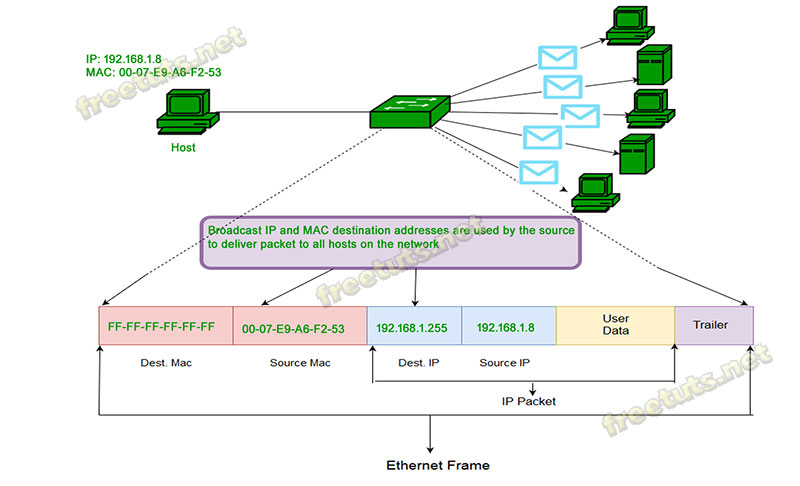 IP: 192.168.1.8
MAC: 00-07-E9-A6-F2-53
freetuts.net
Host
Broadcast IP and MAC destination addresses are used by the source
to deliver packet to all hosts on the network
freetuts.net
FF-FF-FF-FF-FF-FF
00-07-E9-A6-F2-53
192.168.1.255
192.168.1.8
User
Data
Trailer
Dest. Mac
Source Mac
Dest. IP
Source IP
freetuts.net
IP Packet
Ethernet Frame